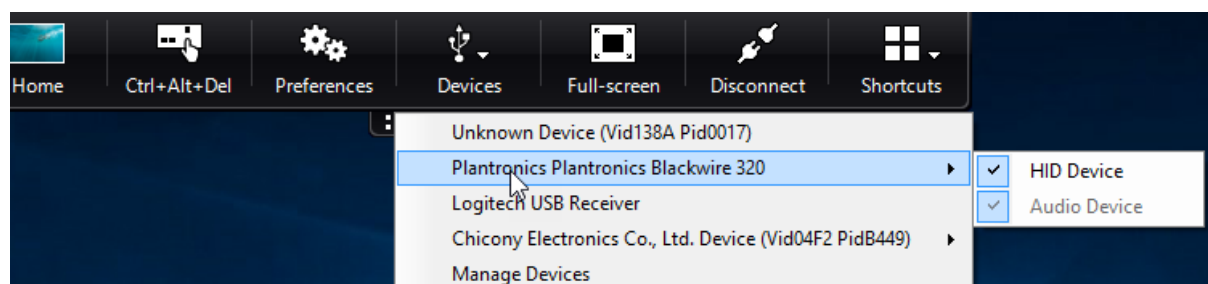 Home
Ctrl+Alt+Del
Preferences
Devices
Full-screen
Disconnect
Shortcuts
Unknown Device (Vid138A Pid0017)
Plantronics Plantronics Blackwire 320
HID Device
Logitech USB Receiver
Audio Device
Chicony Electronics Co., Ltd. Device (Vid04F2 PidB449)
Manage Devices